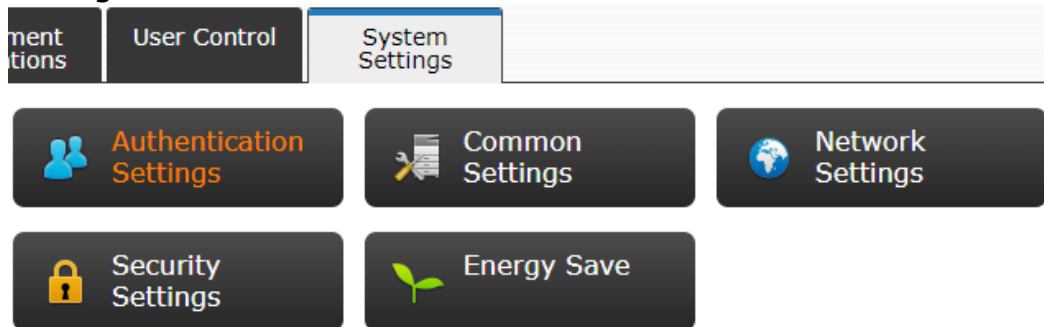 User Control
System
Settings
Authentication
Settings
Common
Settings
Network
Settings
Security
Settings
Energy Save